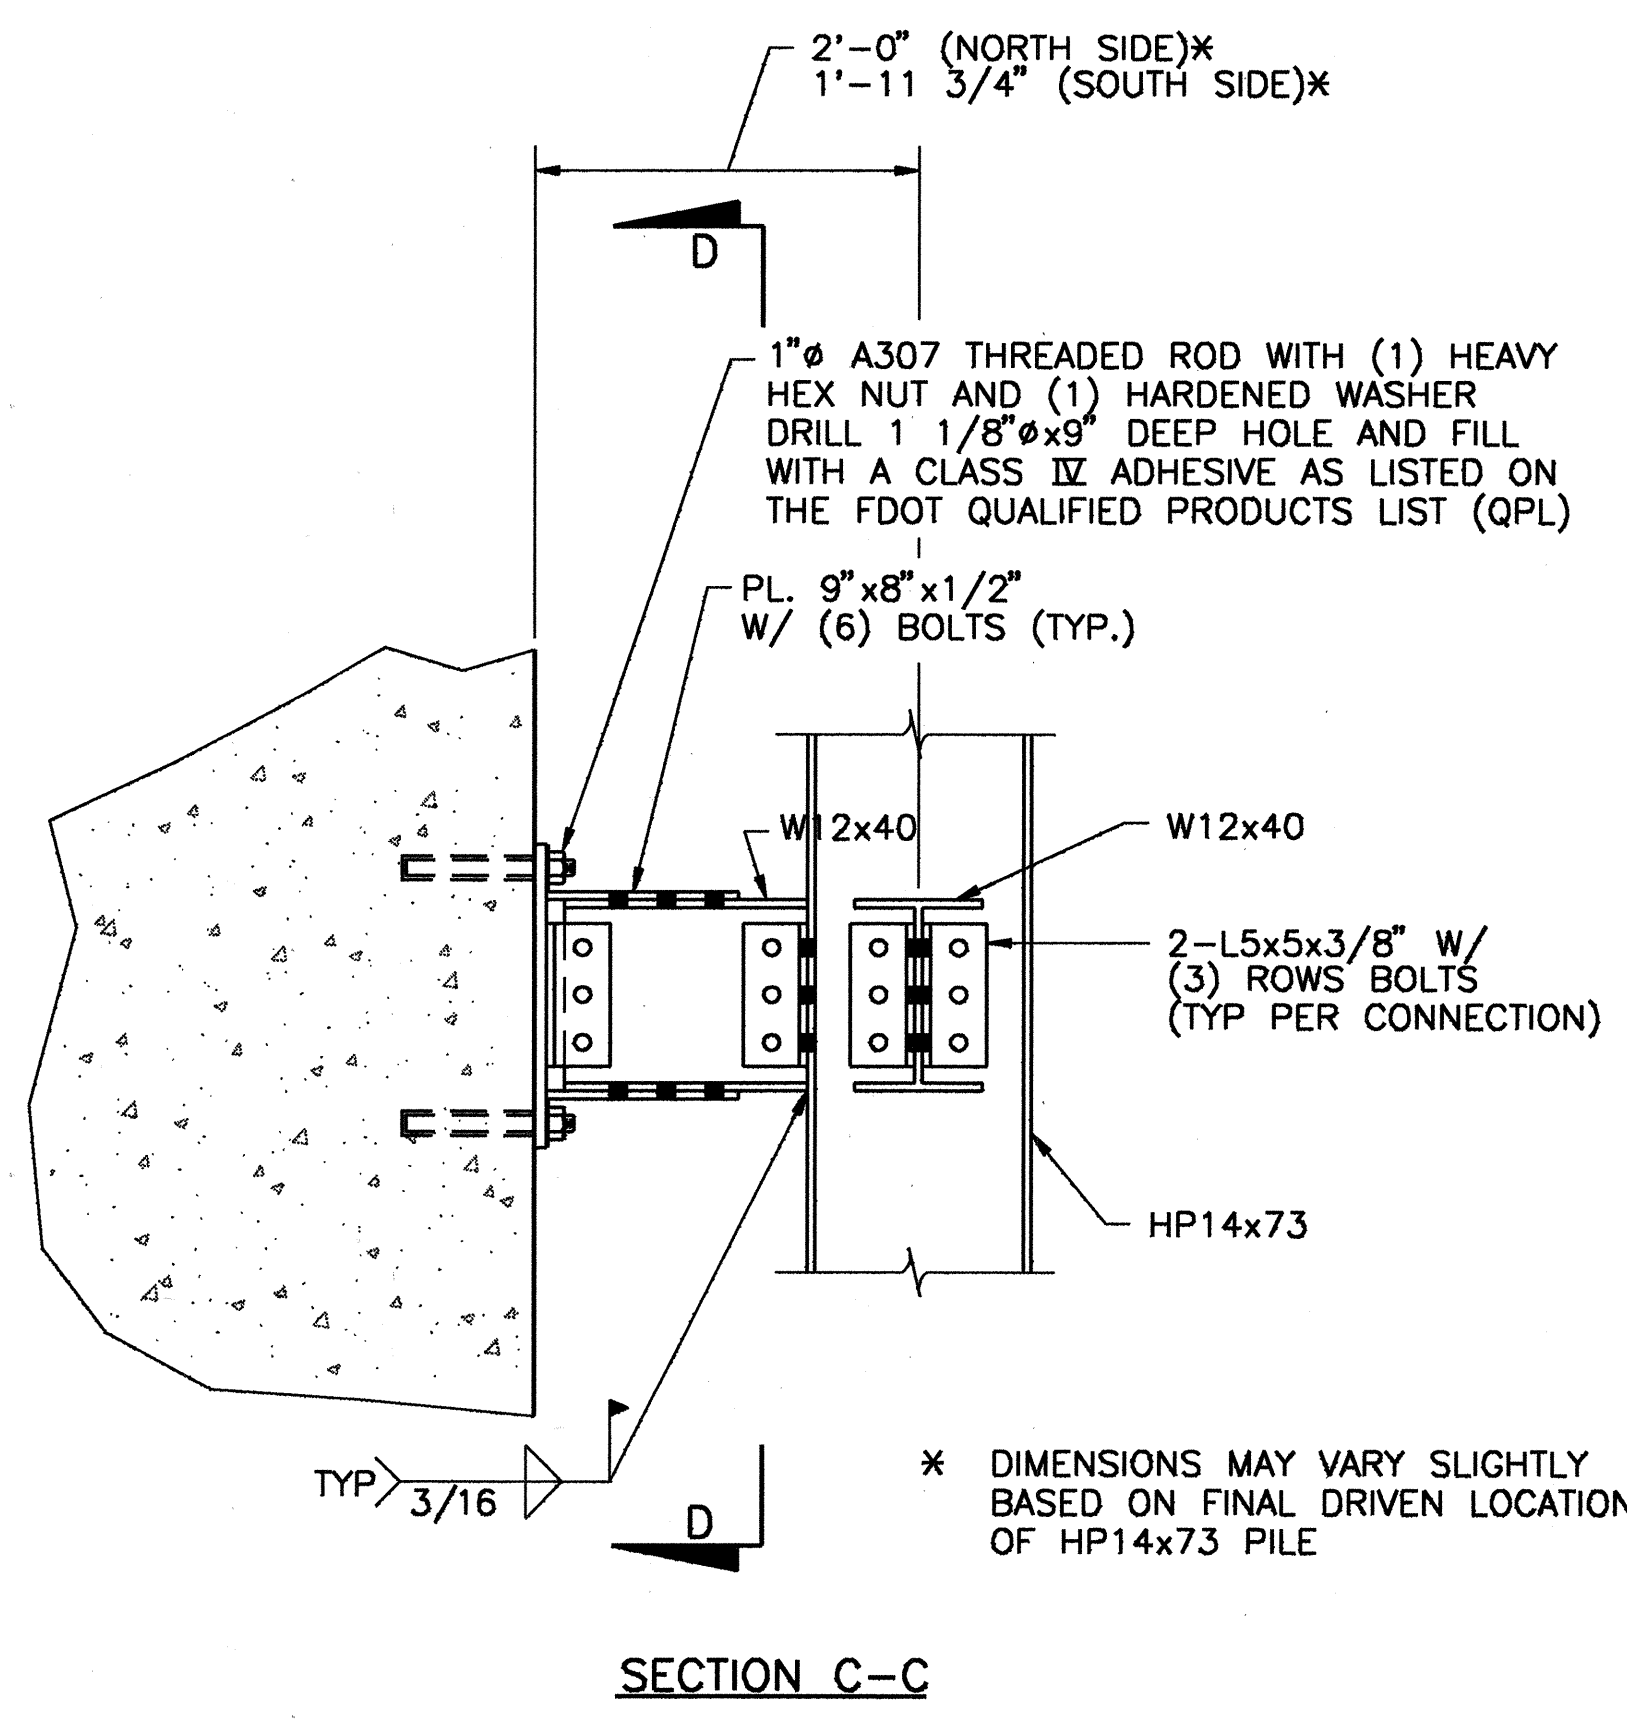 2'-0" (NORTH SIDE)*
1'-11 3/4" (SOUTH SIDE)*
D
1"ø A307 THREADED ROD WITH (1) HEAVY
HEX NUT AND (1) HARDENED WASHER
DRILL 1 1/8"øx9" DEEP HOLE AND FILL
WITH A CLASS IV ADHESIVE AS LISTED ON
THE FDOT QUALIFIED PRODUCTS LIST (QPL)
PL. 9"x8"x1/2"
W/ (6) BOLTS (TYP.)
W12x40
W12x40
2-L5x5x3/8" W/
(3) ROWS BOLTS
(TYP PER CONNECTION)
HP14x73
TYP
3/16
D
* DIMENSIONS MAY VARY SLIGHTLY
BASED ON FINAL DRIVEN LOCATION
OF HP14x73 PILE
SECTION C-C